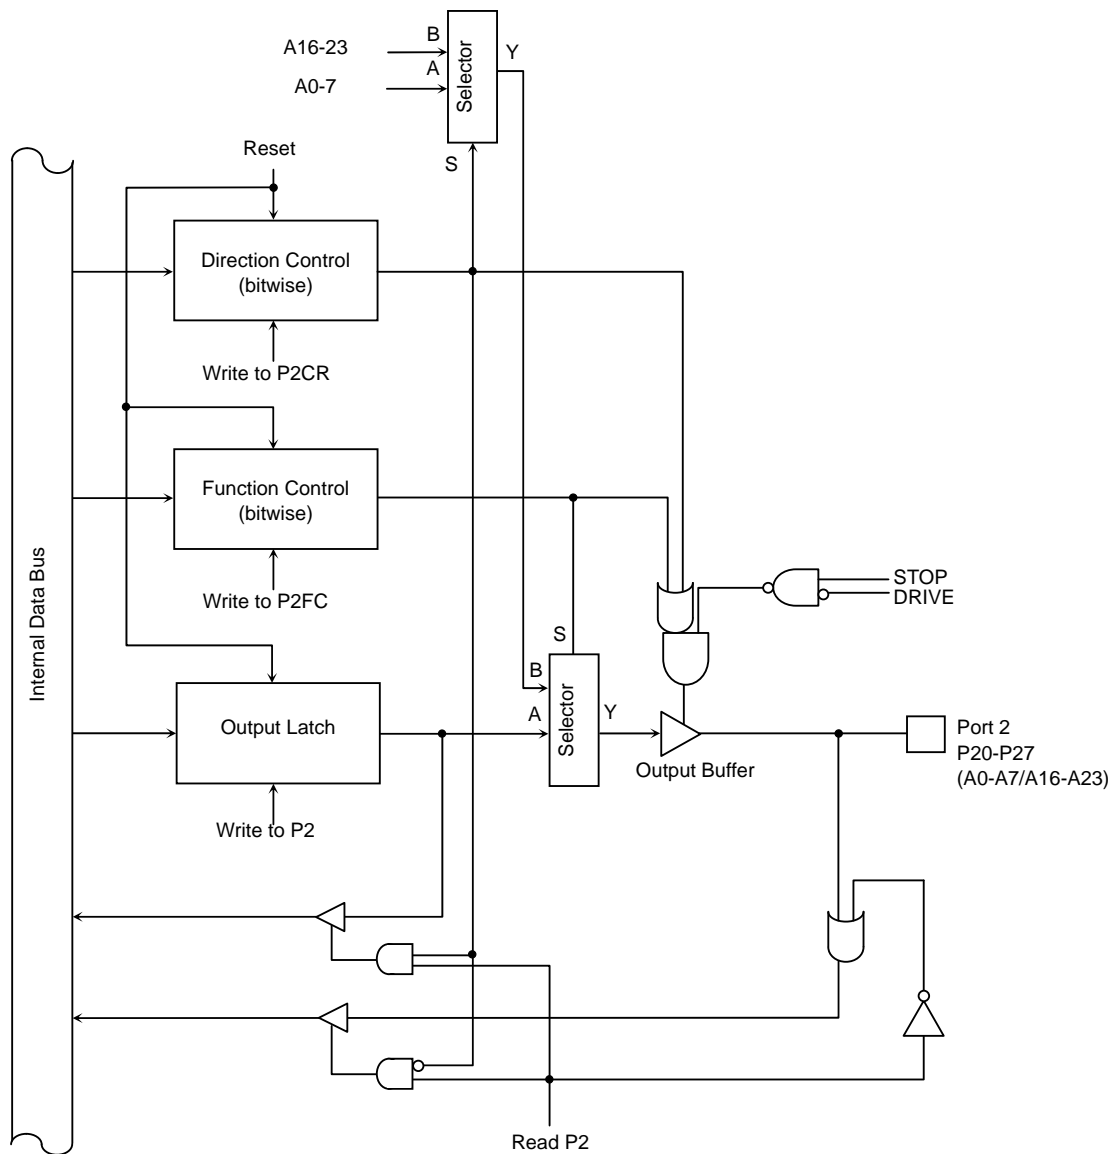 A16-23
B
Y
A0-7
A
Selector
S
Reset
Direction Control
(bitwise)
Write to P2CR
Function Control
(bitwise)
Write to P2FC
STOP
DRIVE
Internal Data Bus
S
B
A
Selector
Y
Output Latch
Output Buffer
Port 2
P20-P27
(A0-A7/A16-A23)
Write to P2
Read P2